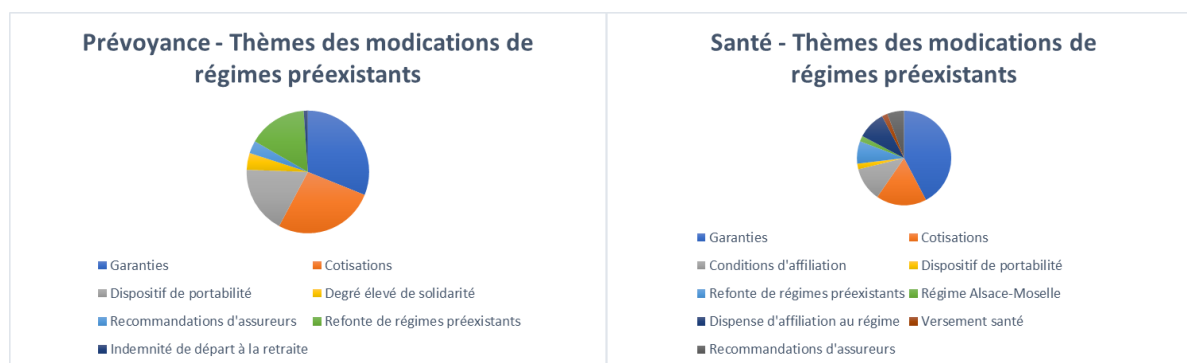 Prévoyance - Thèmes des modications de
régimes préexistants
Garanties
Cotisations
Dispositif de portabilité
Degré élevé de solidarité
Recommandations d'assureurs
Refonte de régimes préexistants
Indemnité de départ à la retraite
Santé - Thèmes des modications de
régimes préexistants
Garanties
Cotisations
Conditions d'affiliation
Dispositif de portabilité
Refonte de régimes préexistants
Régime Alsace-Moselle
Dispense d'affiliation au régime
Versement santé
Recommandations d'assureurs